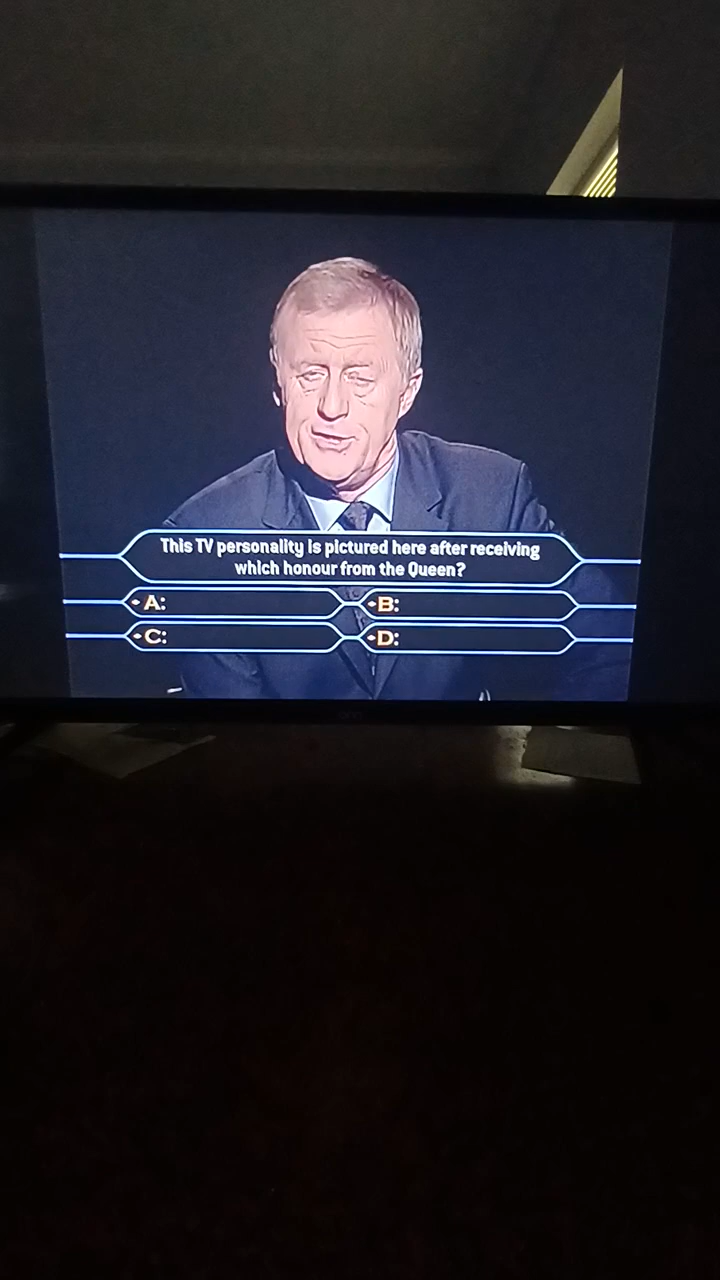 This TV personality is pictured here after receiving
which honour from the Queen?
A:
B:
C:
D: